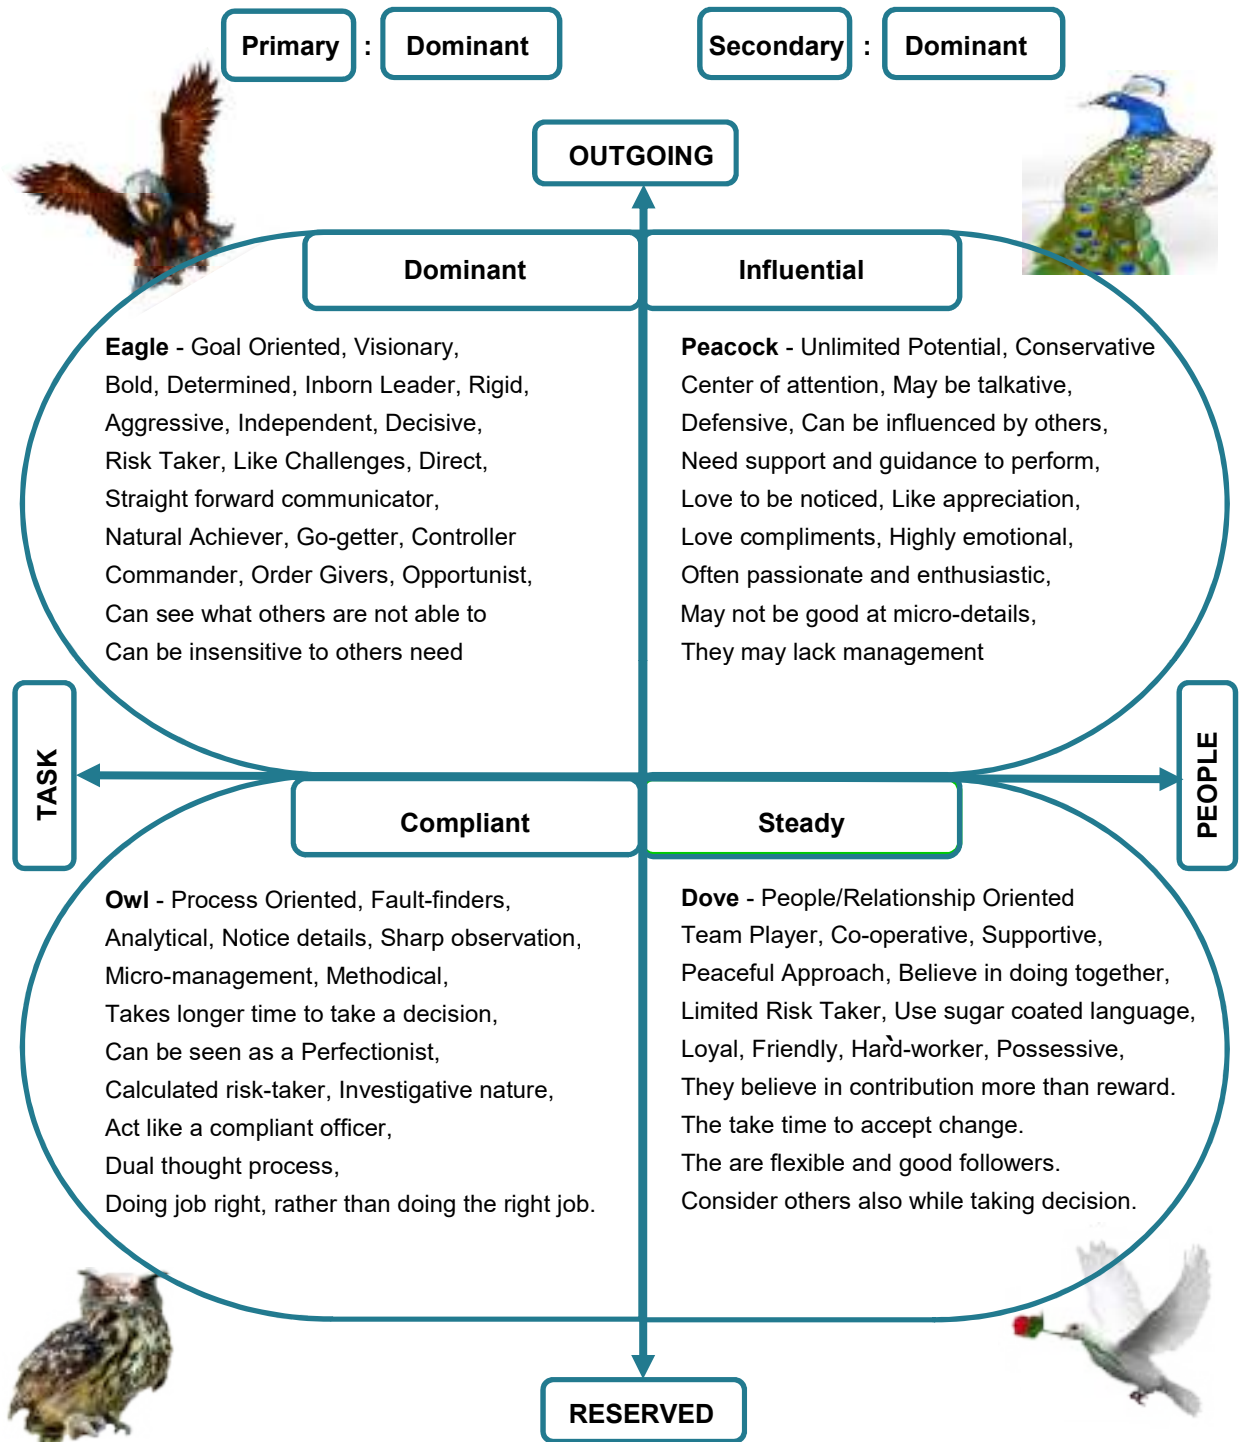 Primary : Dominant
Secondary : Dominant
OUTGOING
Dominant
Influential
Eagle - Goal Oriented, Visionary,
Bold, Determined, Inborn Leader, Rigid,
Aggressive, Independent, Decisive,
Risk Taker, Like Challenges, Direct,
Straight forward communicator,
Natural Achiever, Go-getter, Controller
Commander, Order Givers, Opportunist,
Can see what others are not able to
Can be insensitive to others need
Peacock - Unlimited Potential, Conservative
Center of attention, May be talkative,
Defensive, Can be influenced by others,
Need support and guidance to perform,
Love to be noticed, Like appreciation,
Love compliments, Highly emotional,
Often passionate and enthusiastic,
May not be good at micro-details,
They may lack management
TASK
PEOPLE
Compliant
Steady
Owl - Process Oriented, Fault-finders,
Analytical, Notice details, Sharp observation,
Micro-management, Methodical,
Takes longer time to take a decision,
Can be seen as a Perfectionist,
Calculated risk-taker, Investigative nature,
Act like a compliant officer,
Dual thought process,
Doing job right, rather than doing the right job.
Dove - People/Relationship Oriented
Team Player, Co-operative, Supportive,
Peaceful Approach, Believe in doing together,
Limited Risk Taker, Use sugar coated language,
Loyal, Friendly, Hard-worker, Possessive,
They believe in contribution more than reward.
The take time to accept change.
The are flexible and good followers.
Consider others also while taking decision.
RESERVED